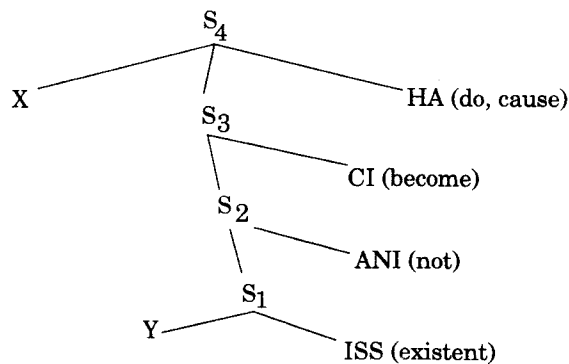 S4
X
HA (do, cause)
S3
CI (become)
S2
ANI (not)
S1
Y
ISS (existent)